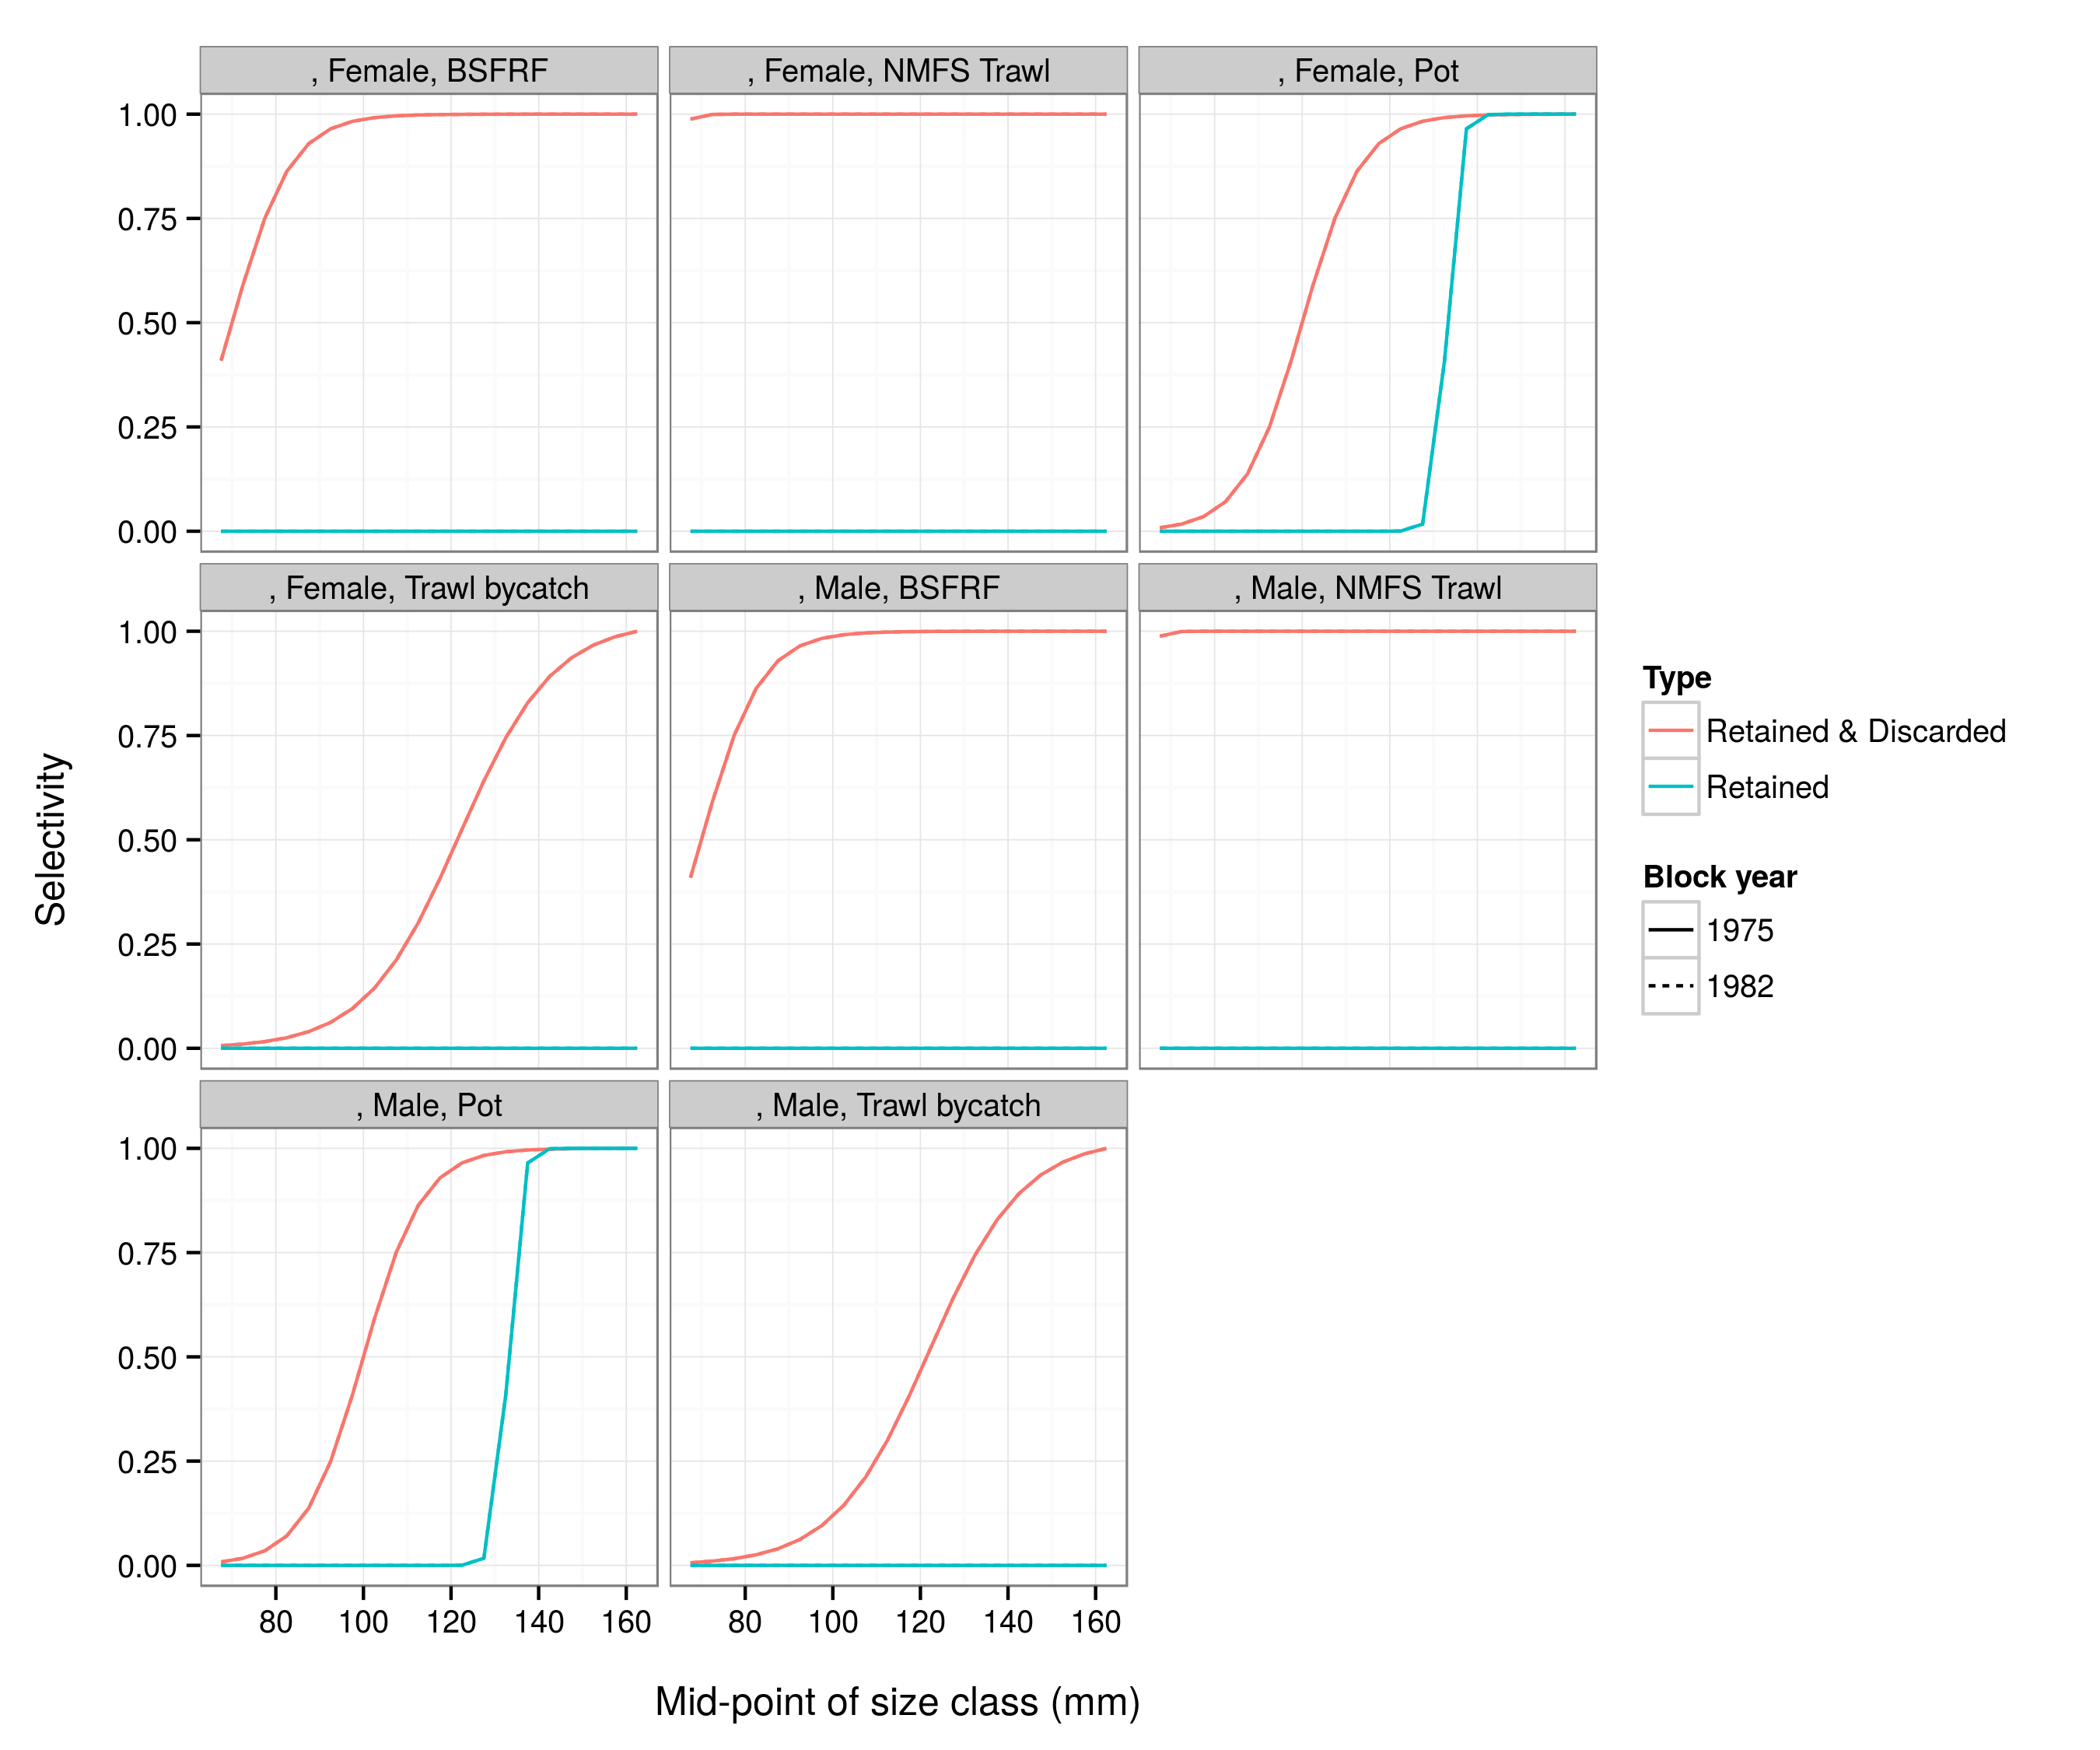 , Female, BSFRF
, Female, NMFS Trawl
, Female, Pot
1.00
0.75
0.50
0.25
0.00
, Female, Trawl bycatch
, Male, BSFRF
, Male, NMFS Trawl
1.00
0.75
0.50
0.25
0.00
, Male, Pot
, Male, Trawl bycatch
1.00
0.75
0.50
0.25
0.00
80 100 120 140 160
80 100 120 140 160
Mid-point of size class (mm)
Selectivity
Type
Retained & Discarded
Retained
Block year
1975
1982